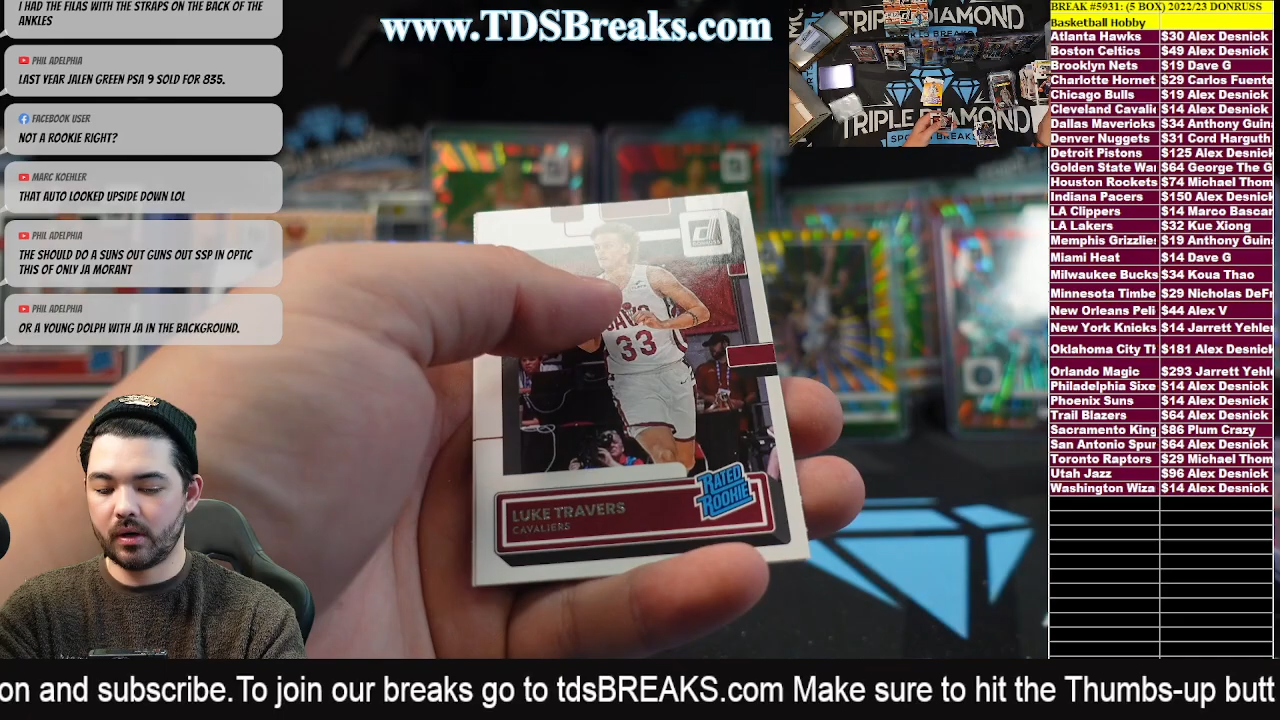 I HAD THE FILAS WITH THE STRAPS ON THE BACK OF THE
ANKLES
PHIL ADELPHIA
LAST YEAR JALEN GREEN PSA 9 SOLD FOR 835.
FACEBOOK USER
NOT A ROOKIE RIGHT?
MARC KOEHLER
THAT AUTO LOOKED UPSIDE DOWN LOL
PHIL ADELPHIA
THE SHOULD DO A SUNS OUT GUNS OUT SSP IN OPTIC
THIS OF ONLY JA MORANT
PHIL ADELPHIA
OR A YOUNG DOLPH WITH JA IN THE BACKGROUND.
www.TDSBreaks.com
TRIPLE DIAMOND
TRIPLE DIAMOND
SPORTS BREAKS
33
LUKE TRAVERS
CAVALIERS
RATED
ROOKIE
BREAK #5931: (5 BOX) 2022/23 DONRUSS
Basketball Hobby
Atlanta Hawks $30 Alex Desnick
Boston Celtics $49 Alex Desnick
Brooklyn Nets $19 Dave G
Charlotte Hornet $29 Carlos Fuente
Chicago Bulls $19 Alex Desnick
Cleveland Cavali $14 Alex Desnick
Dallas Mavericks $34 Anthony Guin
Denver Nuggets $31 Cord Harguth
Detroit Pistons $125 Alex Desnick
Golden State Wa $64 George The G
Houston Rockets $74 Michael Thom
Indiana Pacers $150 Alex Desnick
LA Clippers $14 Marco Bascar
LA Lakers $32 Kue Xiong
Memphis Grizzlie $19 Anthony Guin
Miami Heat $14 Dave G
Milwaukee Bucks $34 Koua Thao
Minnesota Timbe $29 Nicholas DeF
New Orleans Peli $44 Alex V
New York Knicks $14 Jarrett Yehle
Oklahoma City Th $181 Alex Desnick
Orlando Magic $293 Jarrett Yehl
Philadelphia Sixe $14 Alex Desnick
Phoenix Suns $14 Alex Desnick
Trail Blazers $64 Alex Desnick
Sacramento King $86 Plum Crazy
San Antonio Spur $64 Alex Desnick
Toronto Raptors $29 Michael Thom
Utah Jazz $96 Alex Desnick
Washington Wiza $14 Alex Desnick
on and subscribe.To join our breaks go to tdsBREAKS.com Make sure to hit the Thumbs-up butt